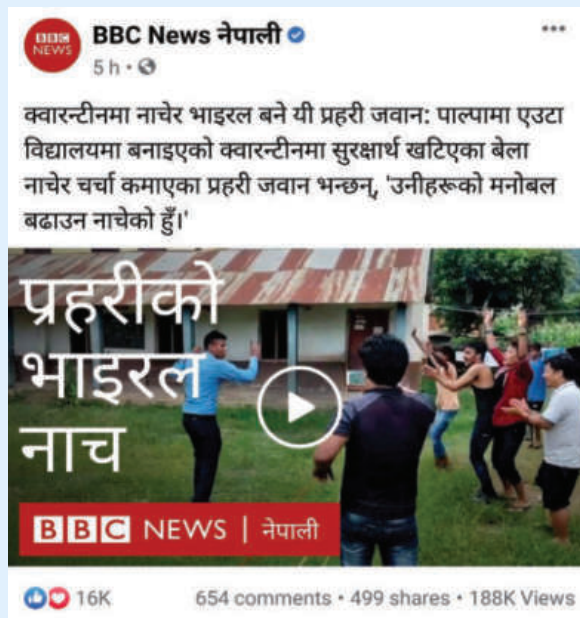 BBC NEWS
BBC News नेपाली
5 h
क्वारन्टीनमा नाचेर भाइरल बने यी प्रहरी जवान: पाल्पामा एउटा
विद्यालयमा बनाइएको क्वारन्टीनमा सुरक्षार्थ खटिएका बेला
नाचेर चर्चा कमाएका प्रहरी जवान भन्छन्, 'उनीहरूको मनोबल
बढाउन नाचेको हुँ।'
प्रहरीको
भाइरल
नाच
BBC NEWS | नेपाली
16K 654 comments • 499 shares • 188K Views